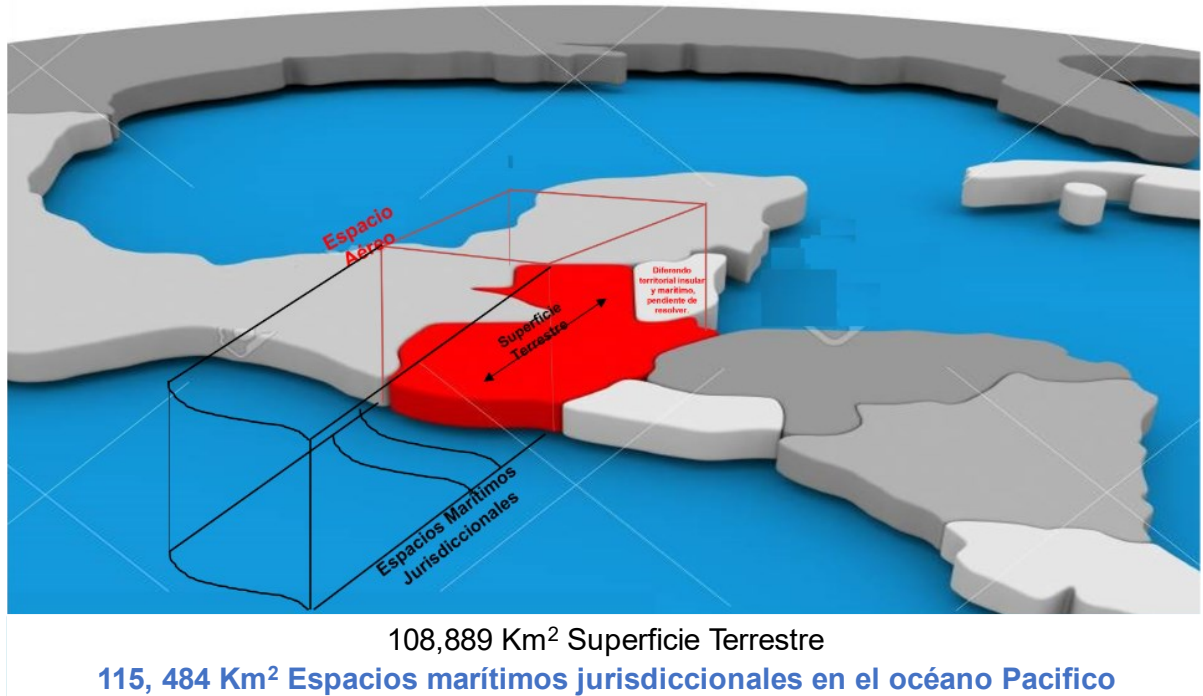 Espacio
Aéreo
Diferendo
territorial insular
y marítimo,
pendiente de
resolver.
Superficie
Terrestre
Espacios Marítimos
Jurisdiccionales
108,889 Km² Superficie Terrestre
115, 484 Km² Espacios marítimos jurisdiccionales en el océano Pacifico